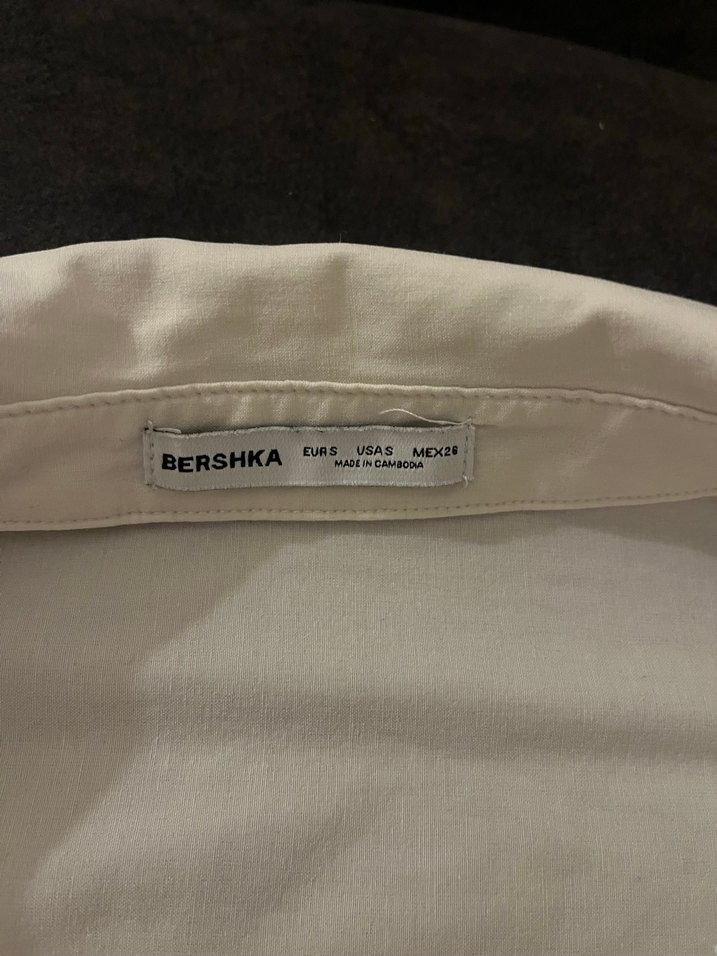 BERSHKA EUR S USA S MEX 26
MADE IN CAMBODIA